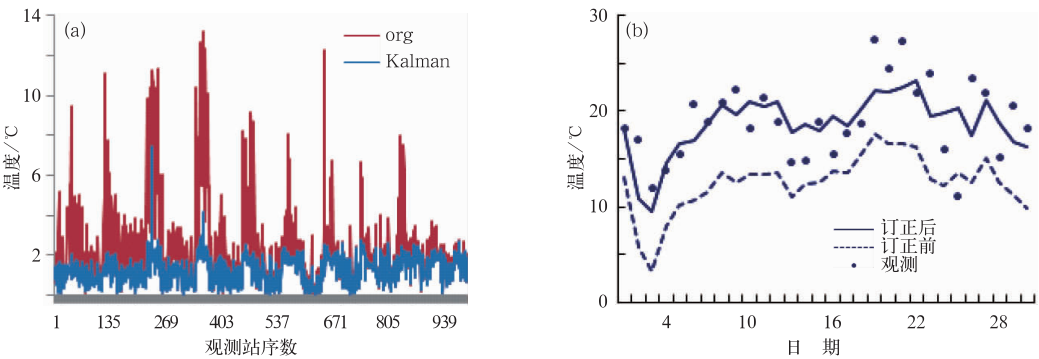 14
10
6
2
温度/℃
(a)
org
Kalman
1 135 269 403 537 671 805 939
观测站序数
30
20
10
0
温度/℃
(b)
订正后
订正前
观测
4 10 16 22 28
日 期